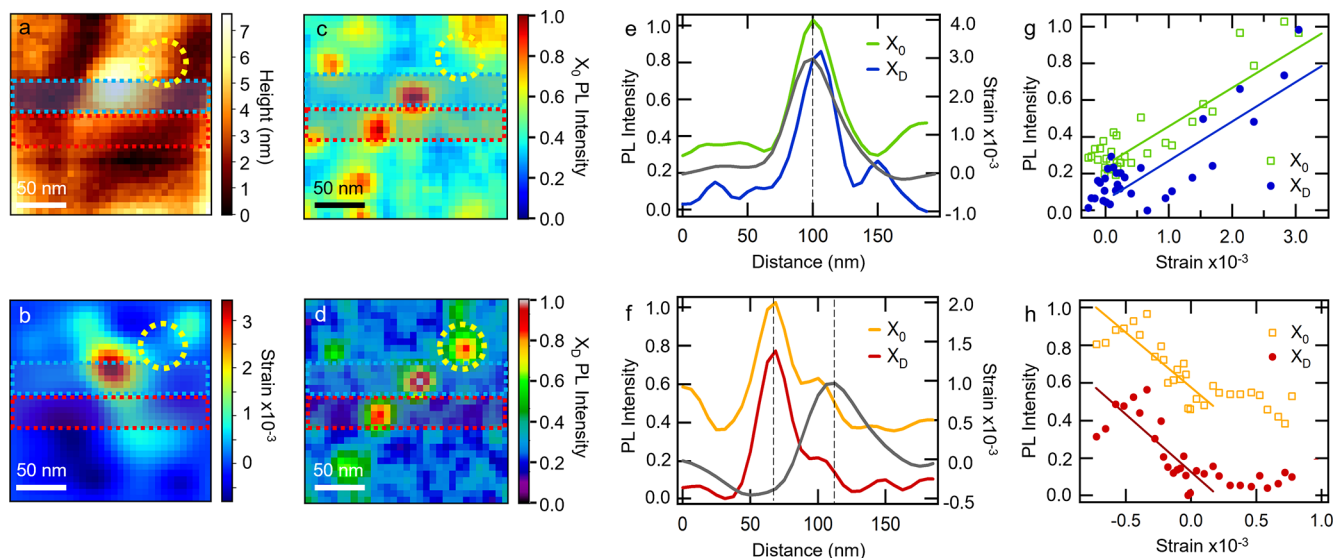 a
50 nm
7
6
5
4
3
2
1
0
Height (nm)
c
50 nm
1.0
0.8
0.6
0.4
0.2
0.0
X₀ PL Intensity
e
X₀
X_D
1.0
0.8
0.6
0.4
0.2
0.0
PL Intensity
4.0
3.0
2.0
1.0
0.0
-1.0
Strain x10⁻³
0
50
100
150
Distance (nm)
g
X₀
X_D
1.0
0.8
0.6
0.4
0.2
0.0
PL Intensity
0.0
1.0
2.0
3.0
Strain x10⁻³
b
50 nm
3
2
1
0
Strain x10⁻³
d
50 nm
1.0
0.8
0.6
0.4
0.2
0.0
X_D PL Intensity
f
X₀
X_D
1.0
0.8
0.6
0.4
0.2
0.0
PL Intensity
2.0
1.5
1.0
0.5
0.0
-0.5
Strain x10⁻³
0
50
100
150
Distance (nm)
h
X₀
X_D
1.0
0.8
0.6
0.4
0.2
0.0
PL Intensity
-0.5
0.0
0.5
1.0
Strain x10⁻³